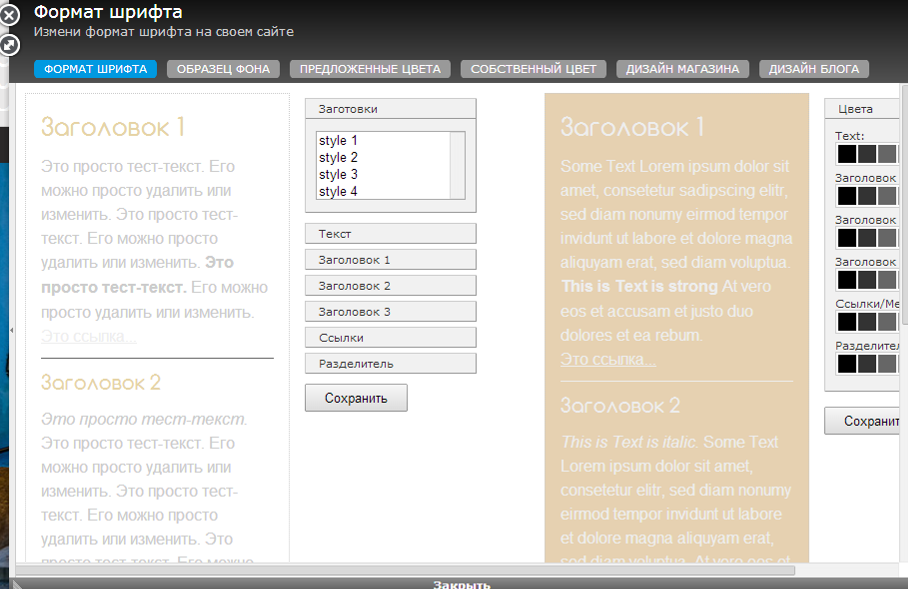 Формат шрифта
Измени формат шрифта на своем сайте
ФОРМАТ ШРИФТА
ОБРАЗЕЦ ФОНА
ПРЕДЛОЖЕННЫЕ ЦВЕТА
СОБСТВЕННЫЙ ЦВЕТ
ДИЗАЙН МАГАЗИНА
ДИЗАЙН БЛОГА
Заголовок 1
Это просто тест-текст. Его
можно просто удалить или
изменить. Это просто тест-
текст. Его можно просто
удалить или изменить. Это
просто тест-текст. Его можно
просто удалить или изменить.
Это ссылка...
Заголовок 2
Это просто тест-текст.
Это просто тест-текст. Его
можно просто удалить или
изменить. Это просто тест-
текст. Его можно просто
удалить или изменить. Это
просто тест-текст. Его можно
Заготовки
style 1
style 2
style 3
style 4
Текст
Заголовок 1
Заголовок 2
Заголовок 3
Ссылки
Разделитель
Сохранить
Заголовок 1
Some Text Lorem ipsum dolor sit
amet, consetetur sadipscing elitr,
sed diam nonumy eirmod tempor
invidunt ut labore et dolore magna
aliquyam erat, sed diam voluptua.
This is Text is strong At vero
eos et accusam et justo duo
dolores et ea rebum.
Это ссылка...
Заголовок 2
This is Text is italic. Some Text
Lorem ipsum dolor sit amet,
consetetur elitr, sed diam nonumy
eirmod tempor invidunt ut labore
et dolore magna aliquyam erat,
sed diam voluptua. At vero eos et
Цвета
Text:
Заголовок
Заголовок
Заголовок
Ссылки/Ме
Разделител
Сохранит
Закрыть